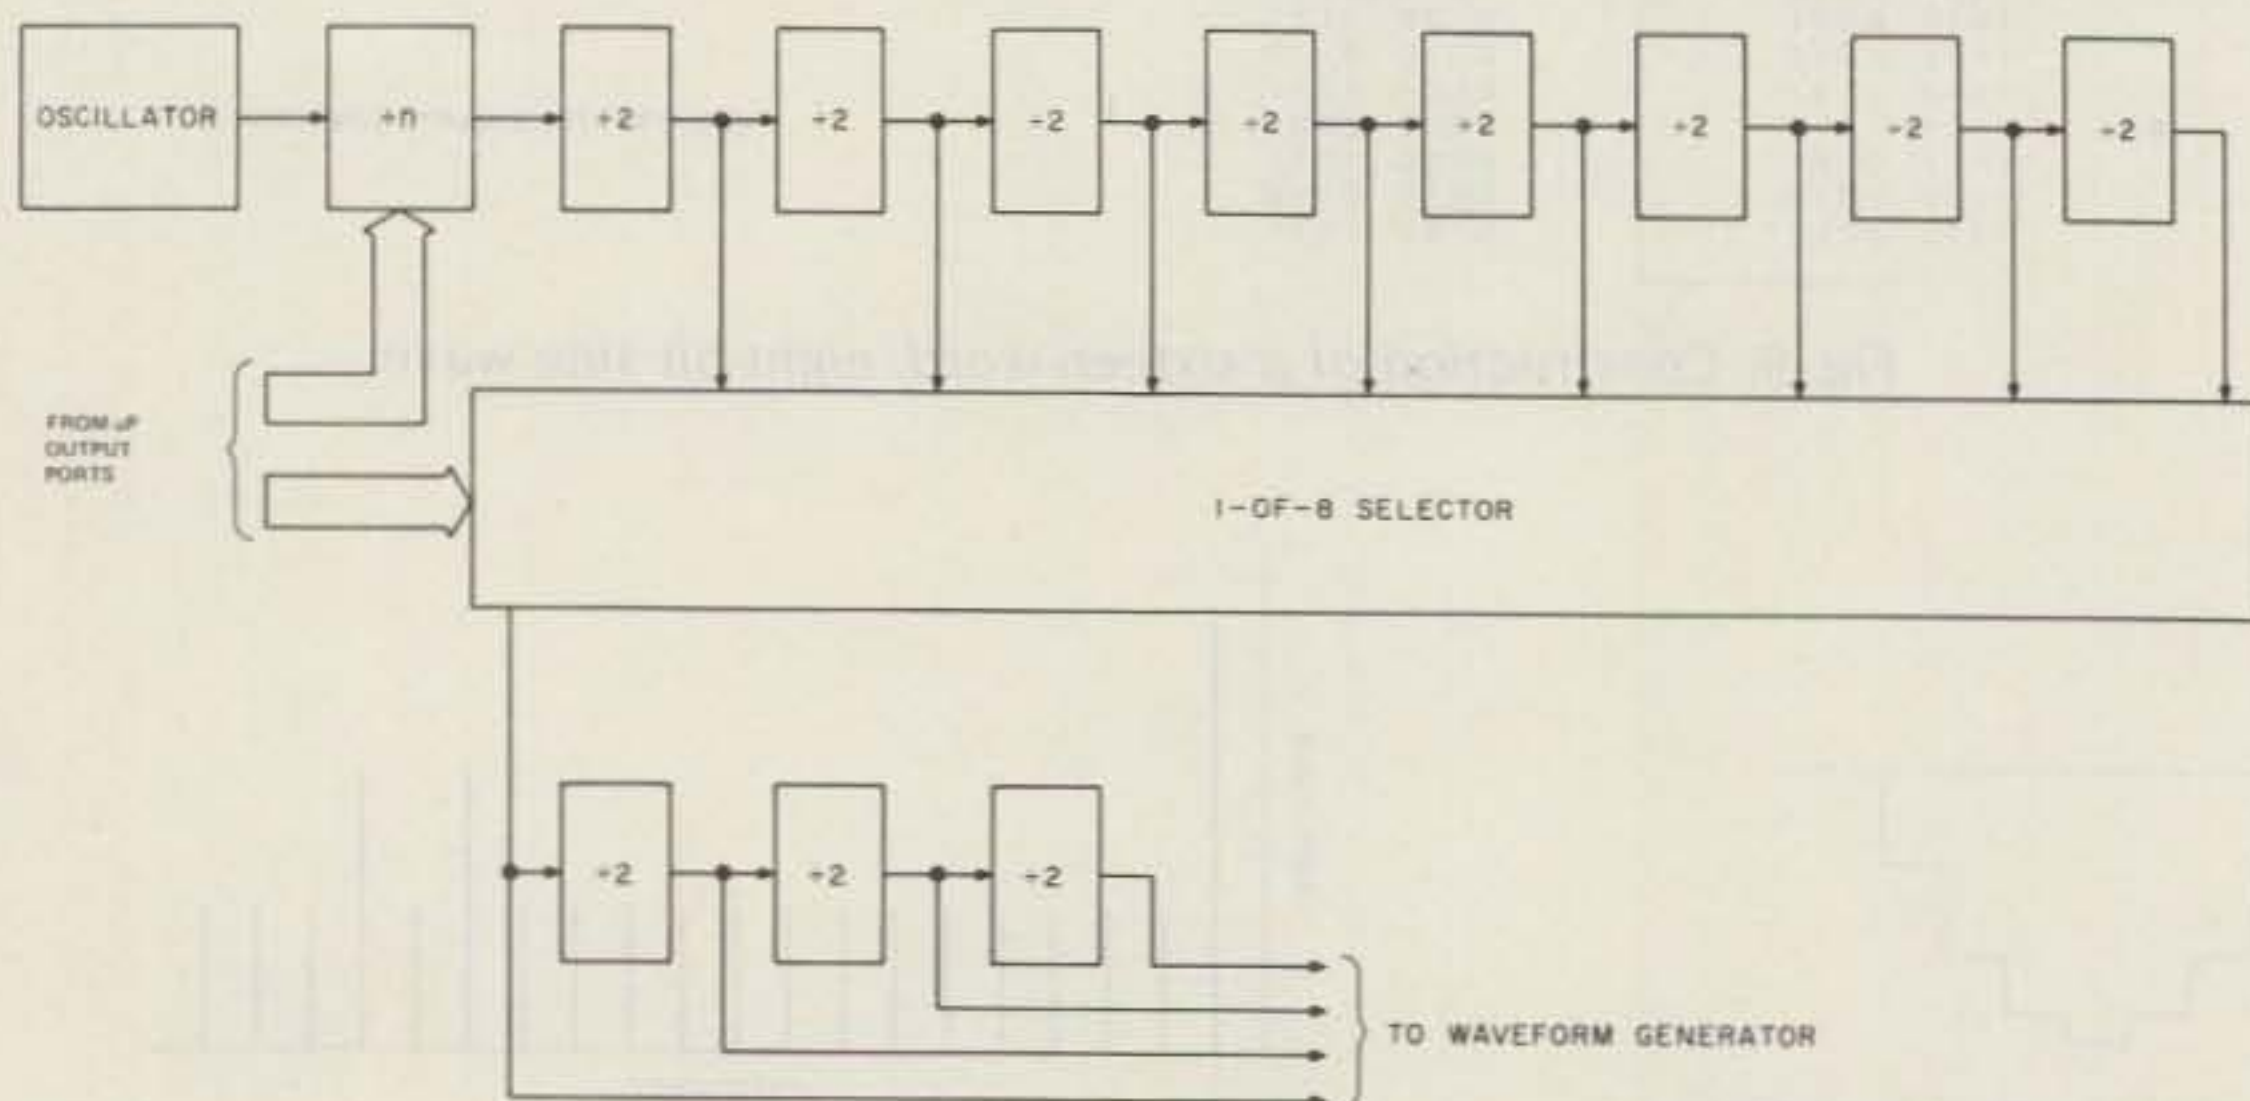 OSCILLATOR
÷n
÷2
÷2
÷2
÷2
÷2
÷2
÷2
÷2
FROM µP
OUTPUT
PORTS
1-OF-8 SELECTOR
÷2
÷2
÷2
TO WAVEFORM GENERATOR